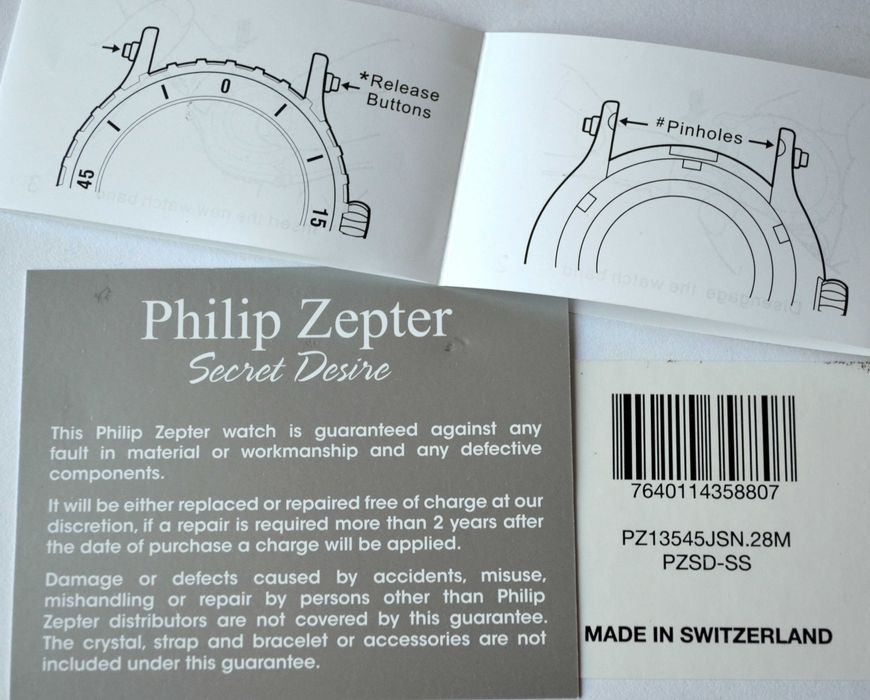 *Release
Buttons
0
45
15
#Pinholes
Philip Zepter
Secret Desire
This Philip Zepter watch is guaranteed against any
fault in material or workmanship and any defective
components.
It will be either replaced or repaired free of charge at our
discretion, if a repair is required more than 2 years after
the date of purchase a charge will be applied.
Damage or defects caused by accidents, misuse,
mishandling or repair by persons other than Philip
Zepter distributors are not covered by this guarantee.
The crystal, strap and bracelet or accessories are not
included under this guarantee.
7640114358807
PZ13545JSN.28M
PZSD-SS
MADE IN SWITZERLAND